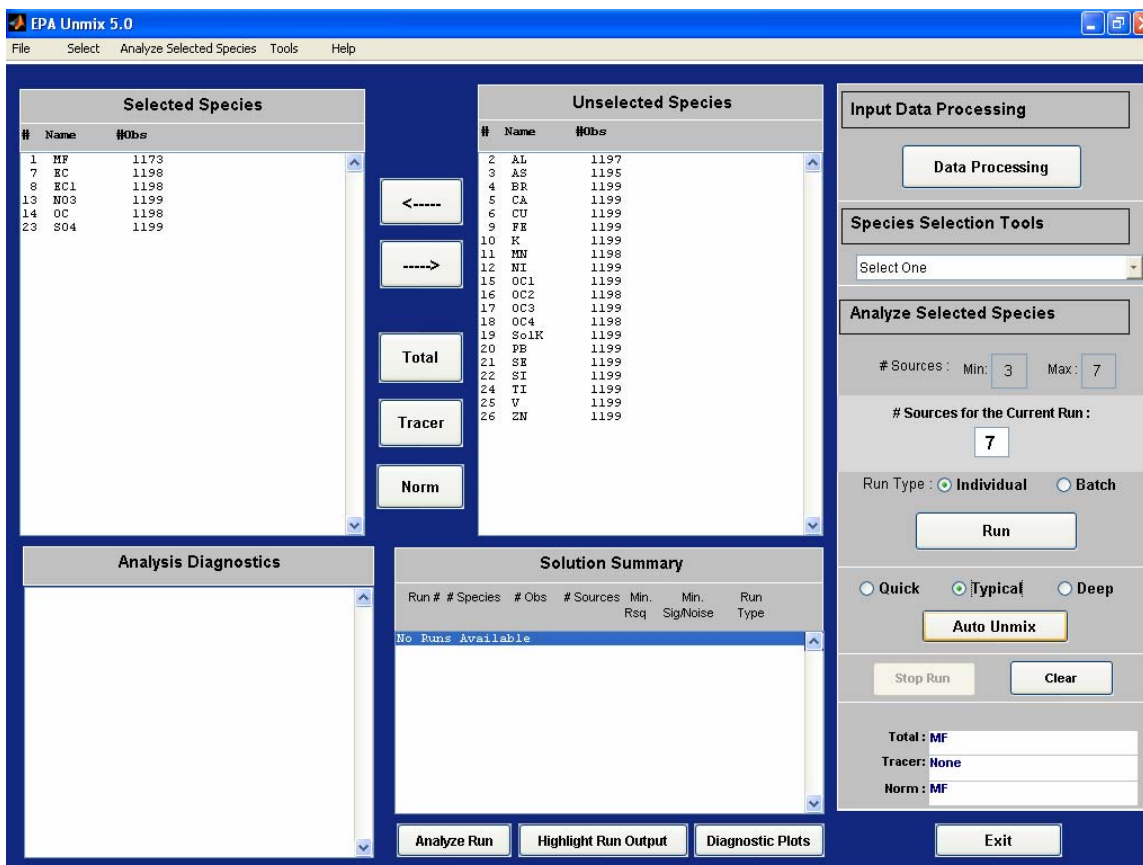 EPA Unmix 5.0
File Select Analyze Selected Species Tools Help
Selected Species
# Name #Obs
1 MF 1173
7 EC 1198
8 EC1 1198
13 NO3 1199
14 OC 1198
23 SO4 1199
<-----
----->
Total
Tracer
Norm
Unselected Species
# Name #Obs
2 AL 1197
3 AS 1195
4 BR 1199
5 CA 1199
6 CU 1199
9 FE 1199
10 K 1199
11 MN 1198
12 NI 1199
15 OC1 1199
16 OC2 1198
17 OC3 1199
18 OC4 1198
19 SolK 1199
20 PB 1199
21 SE 1199
22 SI 1199
24 TI 1199
25 V 1199
26 ZN 1199
Input Data Processing
Data Processing
Species Selection Tools
Select One
Analyze Selected Species
# Sources : Min: 3 Max: 7
# Sources for the Current Run :
7
Run Type : Individual Batch
Run
Quick Typical Deep
Auto Unmix
Stop Run Clear
Total : MF
Tracer: None
Norm : MF
Exit
Analysis Diagnostics
Solution Summary
Run # # Species # Obs # Sources Min. Min. Run
Rsq Sig/Noise Type
No Runs Available
Analyze Run Highlight Run Output Diagnostic Plots